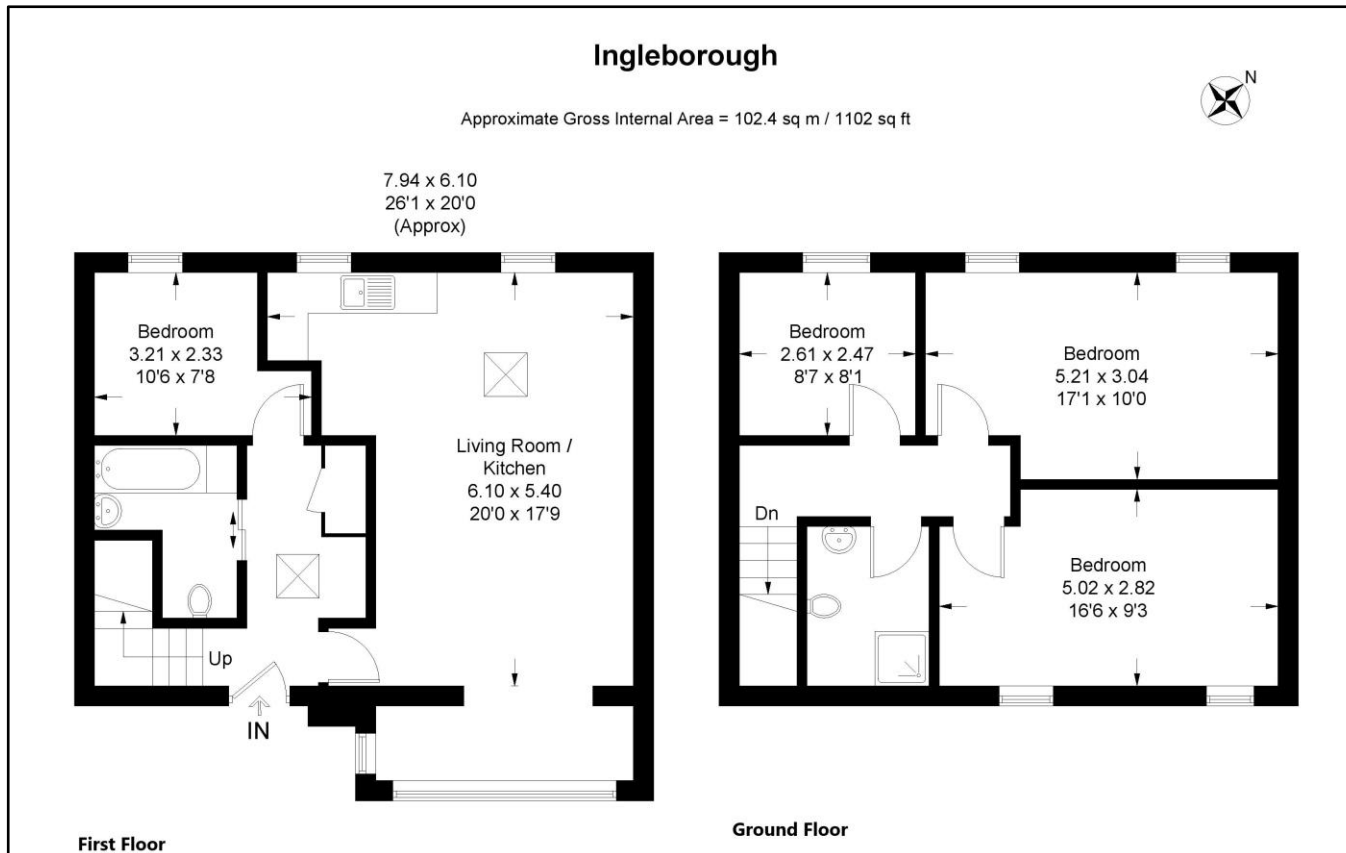 Ingleborough
N
Approximate Gross Internal Area = 102.4 sq m / 1102 sq ft
7.94 x 6.10
26'1 x 20'0
(Approx)
Bedroom
3.21 x 2.33
10'6 x 7'8
Living Room /
Kitchen
6.10 x 5.40
20'0 x 17'9
Up
IN
First Floor
Bedroom
2.61 x 2.47
8'7 x 8'1
Bedroom
5.21 x 3.04
17'1 x 10'0
Dn
Bedroom
5.02 x 2.82
16'6 x 9'3
Ground Floor